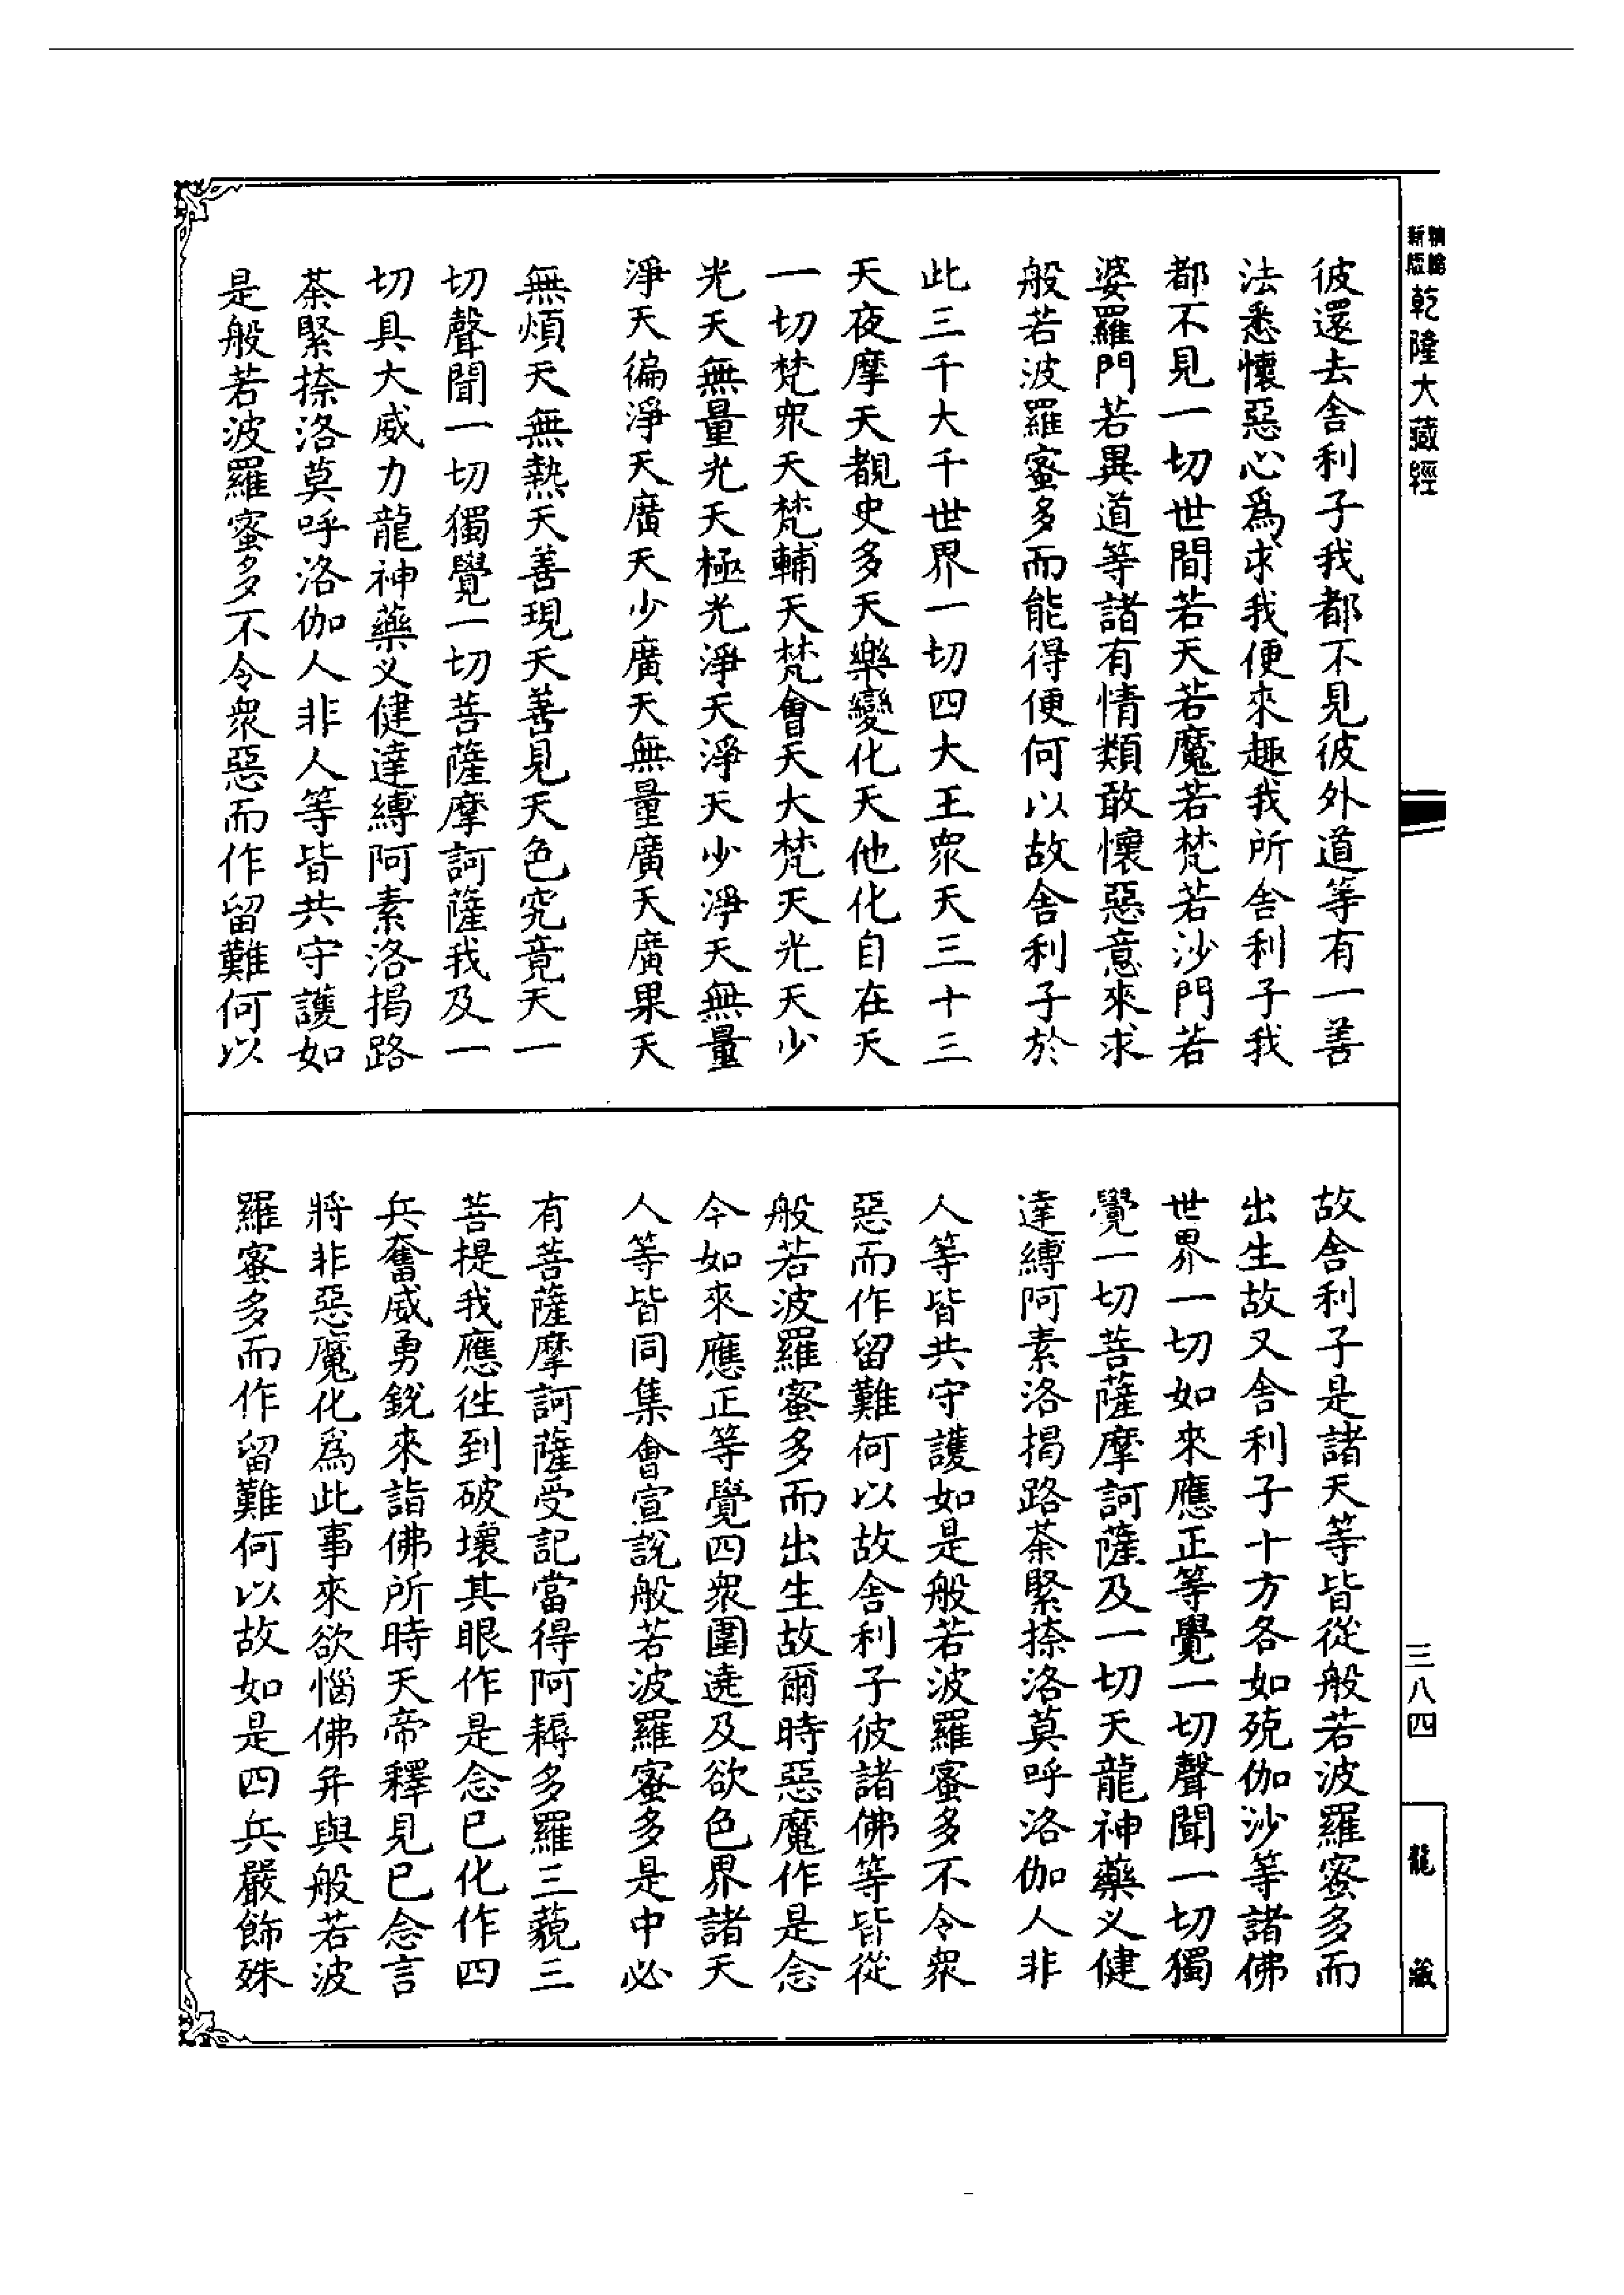 新版
精縮
乾隆大藏經
彼還去舍利子我都不見彼外道等有一善
法悉懷惡心爲求我便來趣我所舍利子我
都不見一切世間若天若魔若梵若沙門若
婆羅門若異道等諸有情類敢懷惡意來求
般若波羅蜜多而能得便何以故舍利子於
此三千大千世界一切四大王衆天三十三
天夜摩天覩史多天樂變化天他化自在天
一切梵衆天梵輔天梵會天大梵天光天少
光天無量光天極光淨天淨天少淨天無量
淨天徧淨天廣天少廣天無量廣天廣果天
無煩天無熱天善現天善見天色究竟天一
切聲聞一切獨覺一切菩薩摩訶薩我及一
切具大威力龍神藥叉健達縛阿素洛揭路
荼緊捺洛莫呼洛伽人非人等皆共守護如
是般若波羅蜜多不令衆惡而作留難何以
故舍利子是諸天等皆從般若波羅蜜多而
出生故又舍利子十方各如殑伽沙等諸佛
世界一切如來應正等覺一切聲聞一切獨
覺一切菩薩摩訶薩及一切天龍神藥叉健
達縛阿素洛揭路荼緊捺洛莫呼洛伽人非
人等皆共守護如是般若波羅蜜多不令衆
惡而作留難何以故舍利子彼諸佛等皆從
般若波羅蜜多而出生故爾時惡魔作是念
今如來應正等覺四衆圍遶及欲色界諸天
人等皆同集會宣說般若波羅蜜多是中必
有菩薩摩訶薩受記當得阿耨多羅三藐三
菩提我應徃到破壞其眼作是念已化作四
兵奮威勇銳來詣佛所時天帝釋見已念言
將非惡魔化爲此事來欲惱佛幷與般若波
羅蜜多而作留難何以故如是四兵嚴飾殊
三八四
龍藏